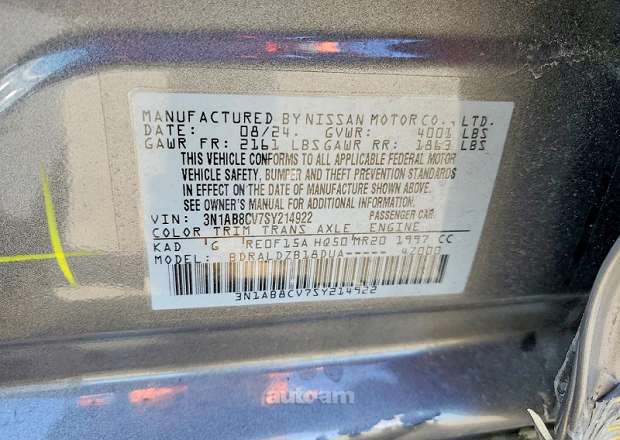 MANUFACTURED BY NISSAN MOTOR CO., LTD.
DATE: 08/24. GVWR: 4001 LBS
GAWR FR: 2161 LBS GAWR RR: 1863 LBS
THIS VEHICLE CONFORMS TO ALL APPLICABLE FEDERAL MOTOR
VEHICLE SAFETY, BUMPER AND THEFT PREVENTION STANDARDS
IN EFFECT ON THE DATE OF MANUFACTURE SHOWN ABOVE.
SEE OWNER'S MANUAL FOR ADDITIONAL INFORMATION.
VIN: 3N1AB8CV7SY214922 PASSENGER CAR.
COLOR TRIM TRANS AXLE ENGINE
KAD G RE0F15A HQ50 MR20 1997 CC
MODEL: BDRALDZB18DUA----- 42000
3N1AB8CV7SY214922
autoam